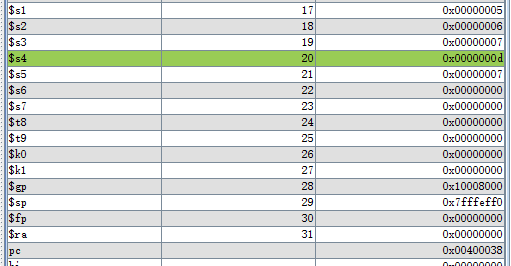 $s1 17 0x00000005
$s2 18 0x00000006
$s3 19 0x00000007
$s4 20 0x0000000d
$s5 21 0x00000007
$s6 22 0x00000000
$s7 23 0x00000000
$t8 24 0x00000000
$t9 25 0x00000000
$k0 26 0x00000000
$k1 27 0x00000000
$gp 28 0x10008000
$sp 29 0x7fffeff0
$fp 30 0x00000000
$ra 31 0x00000000
pc 0x00400038